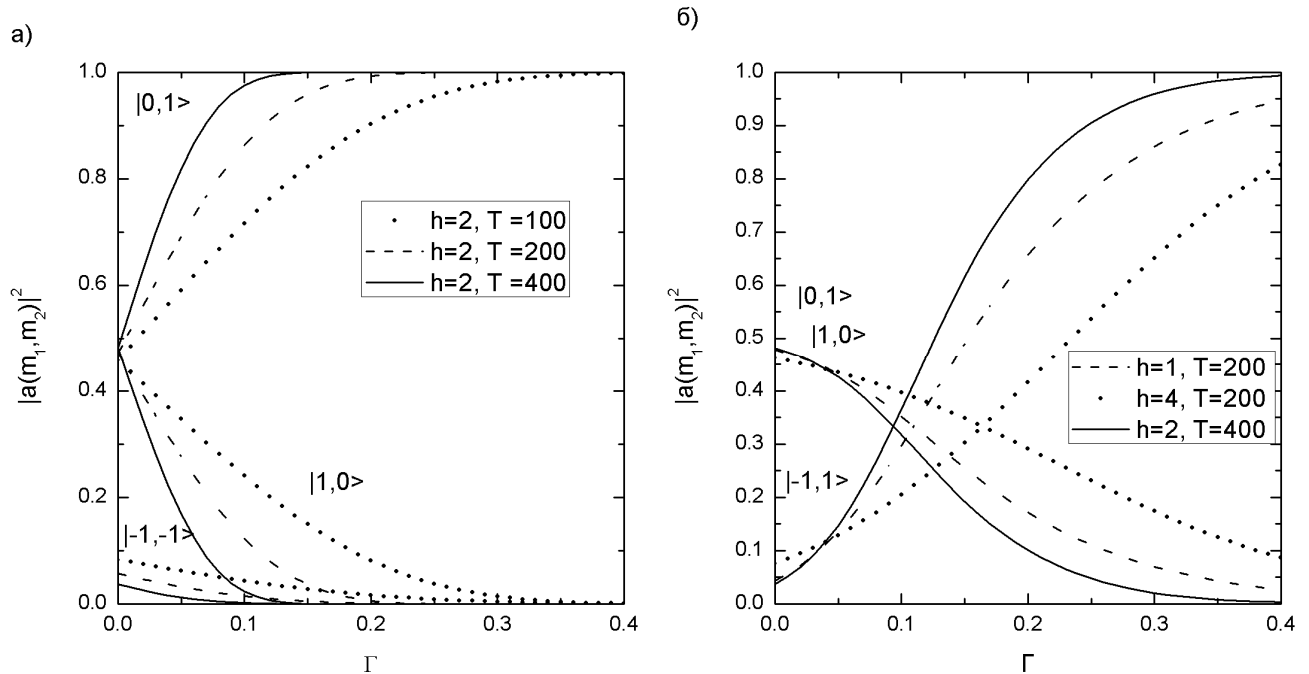 а)
1.0
0.8
0.6
0.4
0.2
0.0
0.0
0.1
0.2
0.3
0.4
|a(m₁,m₂)|²
Γ
|0,1>
h=2, T =100
h=2, T =200
h=2, T =400
|1,0>
|-1,-1>
б)
1.0
0.9
0.8
0.7
0.6
0.5
0.4
0.3
0.2
0.1
0.0
0.0
0.1
0.2
0.3
0.4
|a(m₁,m₂)|²
Γ
|0,1>
|1,0>
h=1, T=200
h=4, T=200
h=2, T=400
|-1,1>